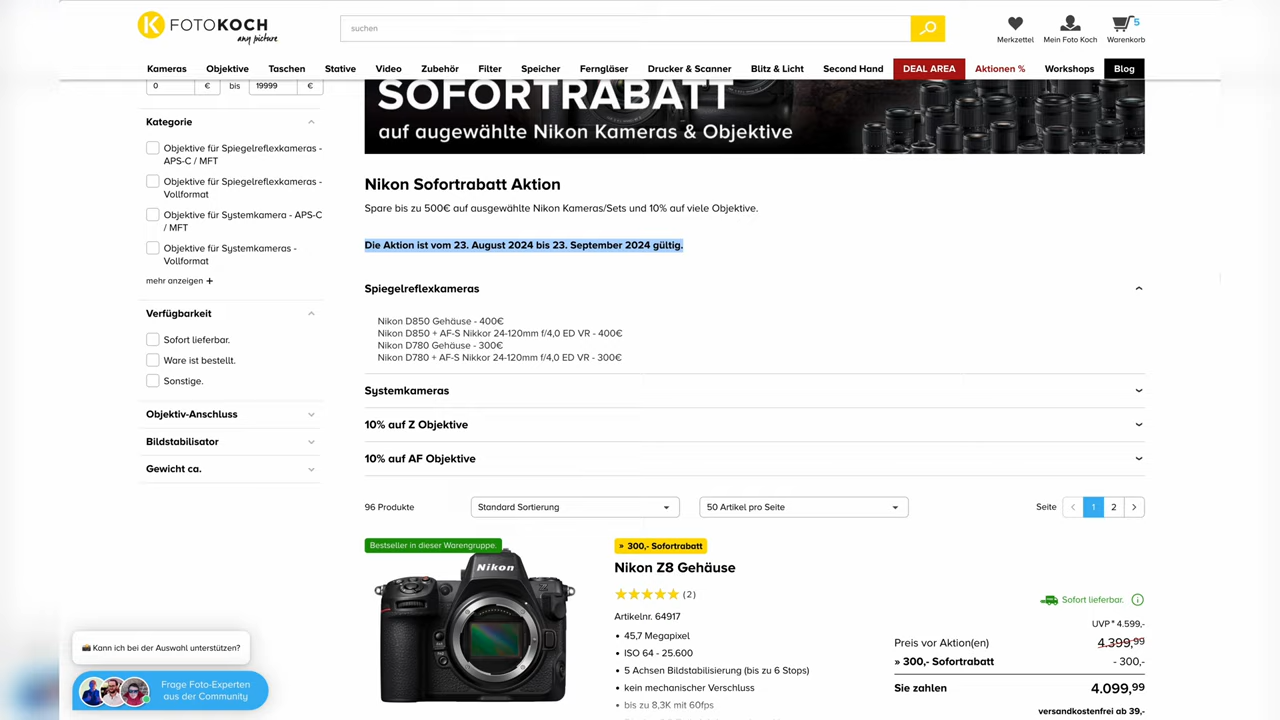 FOTOKOCH
any picture
suchen
Merkzettel
Mein Foto Koch
5
Warenkorb
Kameras Objektive Taschen Stative Video Zubehör Filter Speicher Ferngläser Drucker & Scanner Blitz & Licht Second Hand DEAL AREA Aktionen % Workshops Blog
0 € bis 19999 €
Kategorie
Objektive für Spiegelreflexkameras -
APS-C / MFT
Objektive für Spiegelreflexkameras -
Vollformat
Objektive für Systemkamera - APS-C
/ MFT
Objektive für Systemkameras -
Vollformat
mehr anzeigen +
Verfügbarkeit
Sofort lieferbar.
Ware ist bestellt.
Sonstige.
Objektiv-Anschluss
Bildstabilisator
Gewicht ca.
SOFORTRABATT
auf augewählte Nikon Kameras & Objektive
Nikon Sofortrabatt Aktion
Spare bis zu 500€ auf ausgewählte Nikon Kameras/Sets und 10% auf viele Objektive.
Die Aktion ist vom 23. August 2024 bis 23. September 2024 gültig.
Spiegelreflexkameras
Nikon D850 Gehäuse - 400€
Nikon D850 + AF-S Nikkor 24-120mm f/4,0 ED VR - 400€
Nikon D780 Gehäuse - 300€
Nikon D780 + AF-S Nikkor 24-120mm f/4,0 ED VR - 300€
Systemkameras
10% auf Z Objektive
10% auf AF Objektive
96 Produkte
Standard Sortierung
50 Artikel pro Seite
Seite ‹ 1 2 ›
Bestseller in dieser Warengruppe.
Nikon
» 300,- Sofortrabatt
Nikon Z8 Gehäuse
(2)
Artikelnr. 64917
• 45,7 Megapixel
• ISO 64 - 25.600
• 5 Achsen Bildstabilisierung (bis zu 6 Stops)
• kein mechanischer Verschluss
• bis zu 8,3K mit 60fps
Sofort lieferbar.
UVP* 4.599,-
Preis vor Aktion(en) 4.399,99
» 300,- Sofortrabatt - 300,-
Sie zahlen 4.099,99
versandkostenfrei ab 39,-
Kann ich bei der Auswahl unterstützen?
Frage Foto-Experten
aus der Community